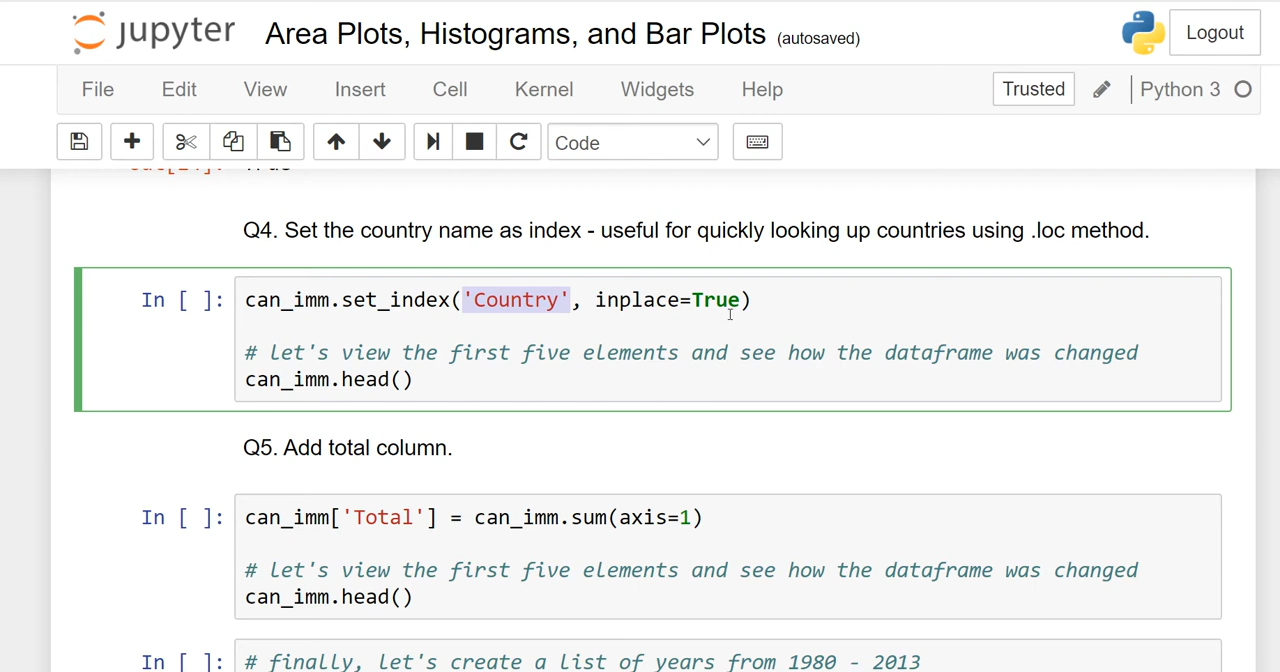 jupyter Area Plots, Histograms, and Bar Plots (autosaved) Logout
File Edit View Insert Cell Kernel Widgets Help Trusted Python 3
Code
Q4. Set the country name as index - useful for quickly looking up countries using .loc method.
In [ ]: can_imm.set_index('Country', inplace=True)
# let's view the first five elements and see how the dataframe was changed
can_imm.head()
Q5. Add total column.
In [ ]: can_imm['Total'] = can_imm.sum(axis=1)
# let's view the first five elements and see how the dataframe was changed
can_imm.head()
In [ ]: # finally, let's create a list of years from 1980 - 2013